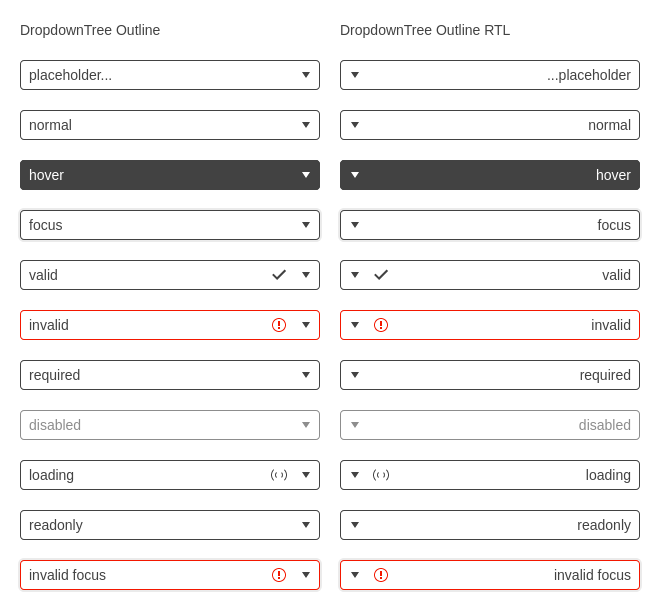 DropdownTree Outline
placeholder...
normal
hover
focus
valid
invalid
required
disabled
loading
readonly
invalid focus
DropdownTree Outline RTL
...placeholder
normal
hover
focus
valid
invalid
required
disabled
loading
readonly
invalid focus